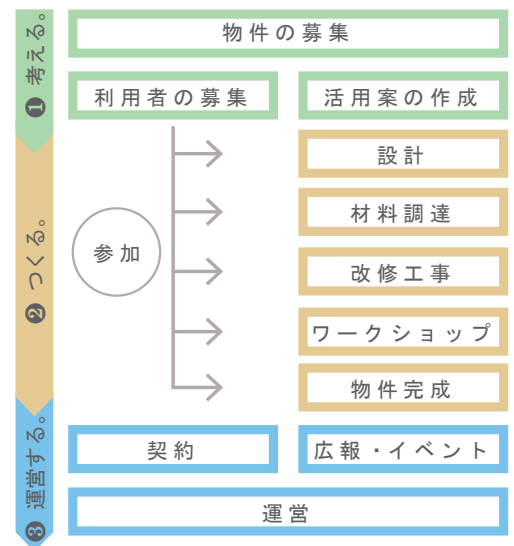 ❶ 考える。
物件の募集
利用者の募集
活用案の作成
❷ つくる。
設計
材料調達
参加
改修工事
ワークショップ
物件完成
❸ 運営する。
契約
広報・イベント
運営